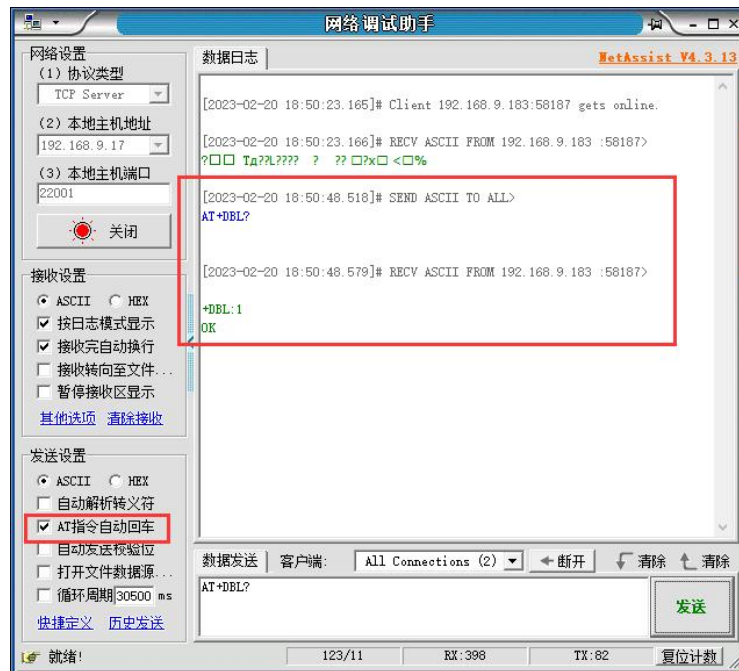 网络调试助手
网络设置
(1) 协议类型
TCP Server
(2) 本地主机地址
192.168.9.17
(3) 本地主机端口
22001
关闭
接收设置
ASCII HEX
按日志模式显示
接收完自动换行
接收转向至文件...
暂停接收区显示
其他选项 清除接收
发送设置
ASCII HEX
自动解析转义符
AT指令自动回车
自动发送校验位
打开文件数据源...
循环周期 30500 ms
快捷定义 历史发送
数据日志
NetAssist V4.3.13
[2023-02-20 18:50:23.165]# Client 192.168.9.183:58187 gets online.
[2023-02-20 18:50:23.166]# RECV ASCII FROM 192.168.9.183 :58187>
?□□ Tд??L???? ? ?? □?x□ <□%
[2023-02-20 18:50:48.518]# SEND ASCII TO ALL>
AT+DBL?
[2023-02-20 18:50:48.579]# RECV ASCII FROM 192.168.9.183 :58187>
+DBL:1
OK
数据发送 客户端: All Connections (2) 断开 清除 清除
AT+DBL?
发送
就绪! 123/11 RX:398 TX:82 复位计数